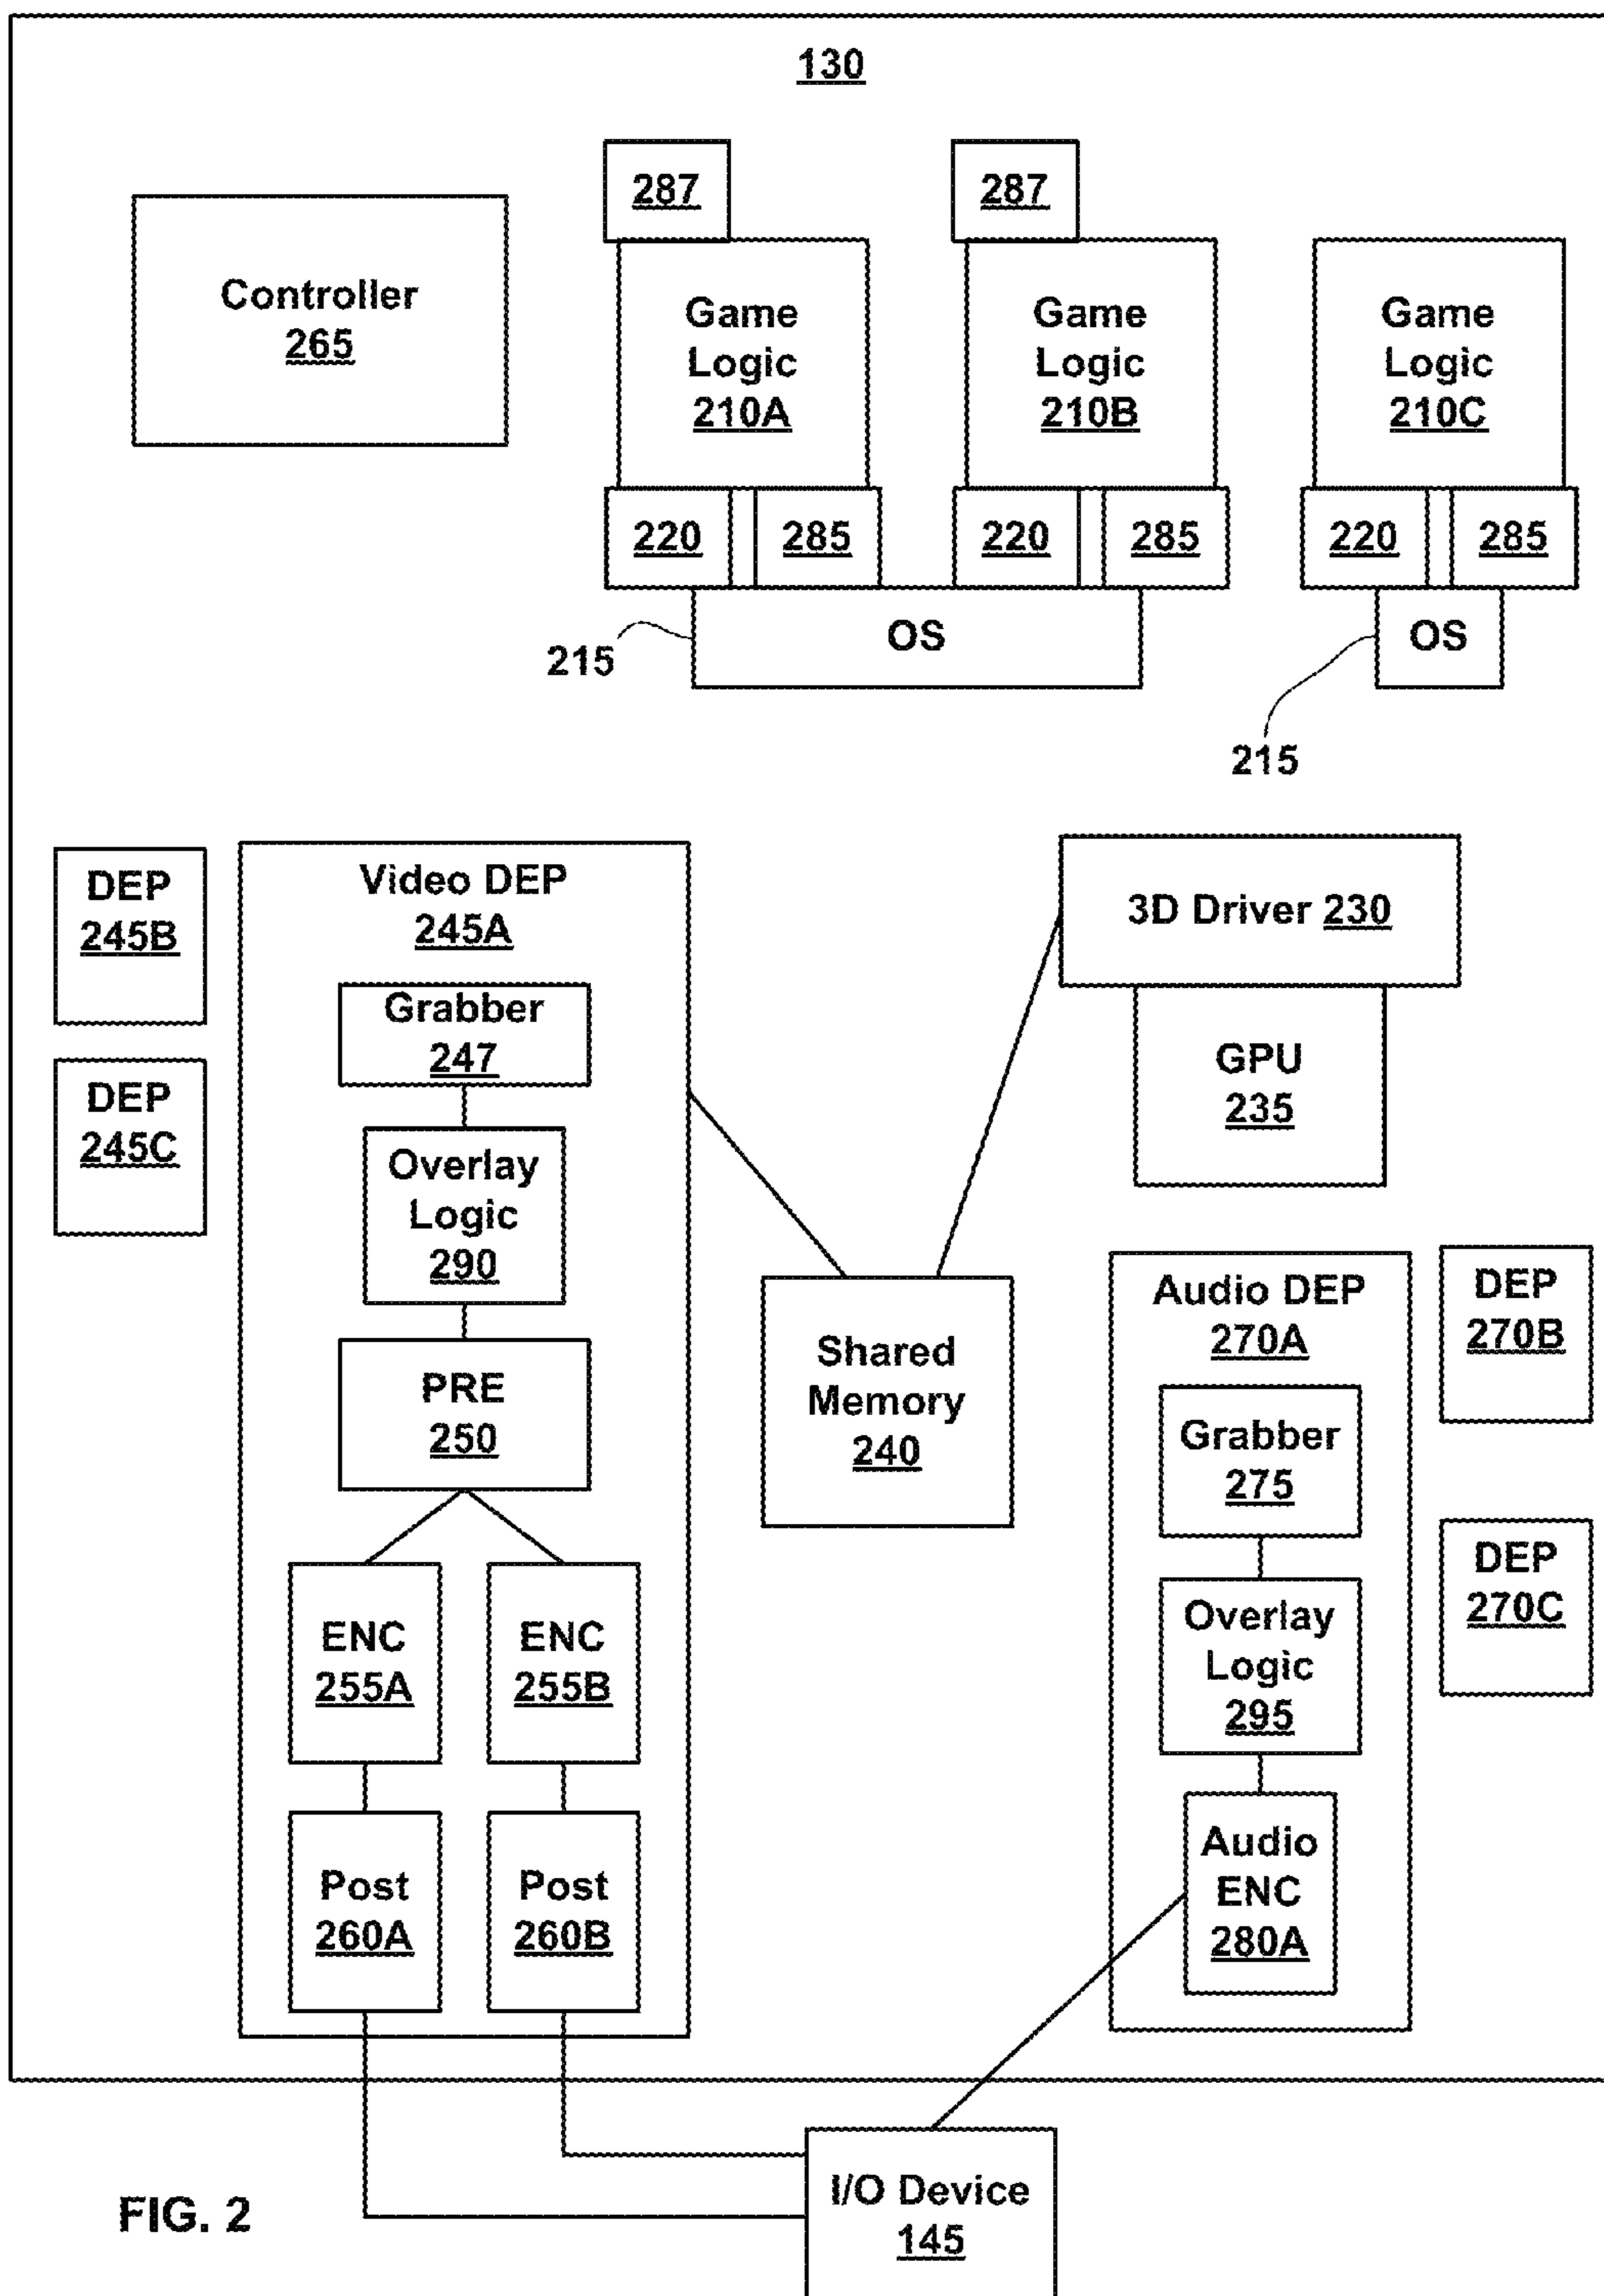 130
287
287
Controller
265
Game
Logic
210A
Game
Logic
210B
Game
Logic
210C
220
285
220
285
220
285
OS
OS
215
215
DEP
245B
DEP
245C
Video DEP
245A
Grabber
247
Overlay
Logic
290
PRE
250
ENC
255A
ENC
255B
Post
260A
Post
260B
3D Driver 230
GPU
235
Shared
Memory
240
Audio DEP
270A
Grabber
275
Overlay
Logic
295
Audio
ENC
280A
DEP
270B
DEP
270C
I/O Device
145
FIG. 2